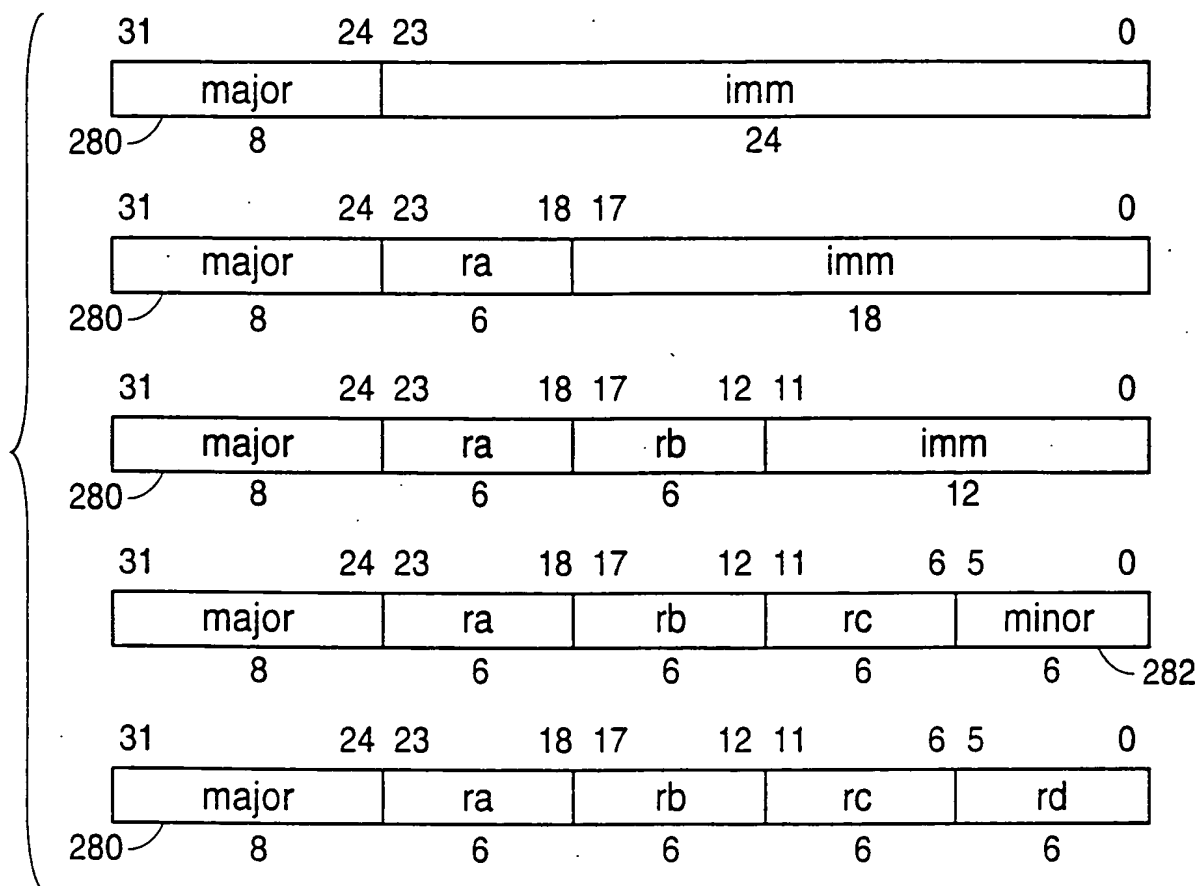 31 24 23 0
major imm
280 8 24
31 24 23 18 17 0
major ra imm
280 8 6 18
31 24 23 18 17 12 11 0
major ra rb imm
280 8 6 6 12
31 24 23 18 17 12 11 6 5 0
major ra rb rc minor
8 6 6 6 6 282
31 24 23 18 17 12 11 6 5 0
major ra rb rc rd
280 8 6 6 6 6